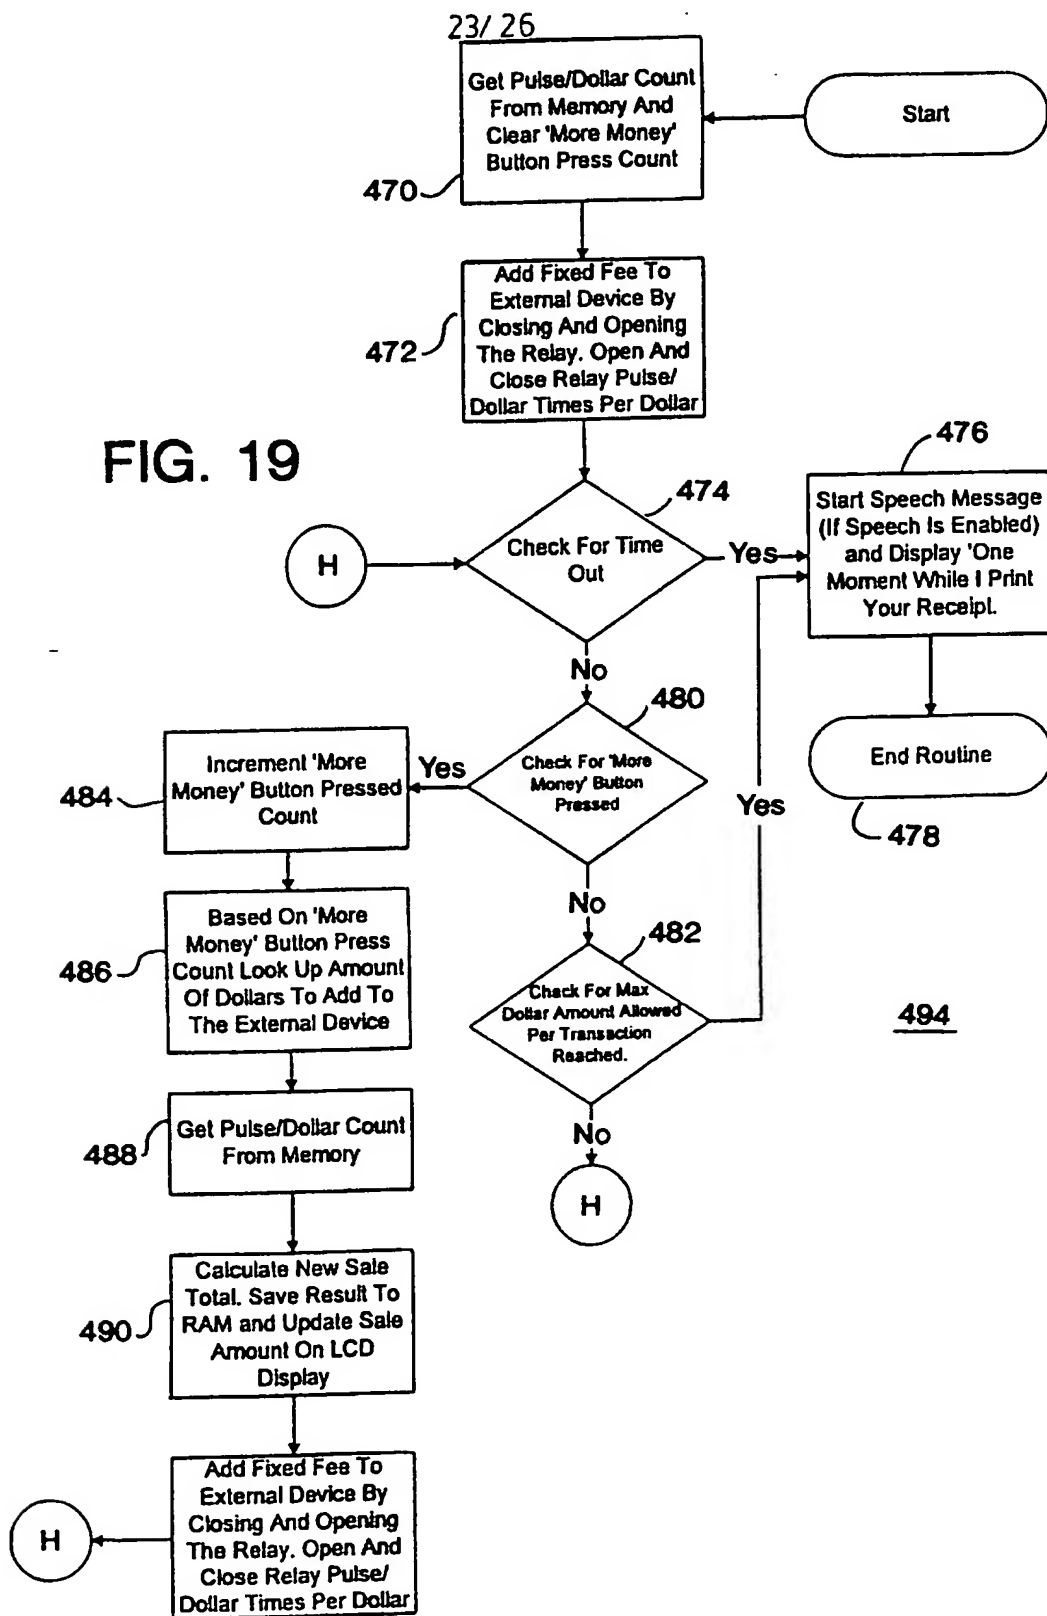 23/26
Get Pulse/Dollar Count
From Memory And
Clear 'More Money'
Button Press Count
Start
470
Add Fixed Fee To
External Device By
Closing And Opening
The Relay. Open And
Close Relay Pulse/
Dollar Times Per Dollar
472
FIG. 19
474
Check For Time
Out
H
Yes
476
Start Speech Message
(If Speech Is Enabled)
and Display 'One
Moment While I Print
Your Receipt.
No
480
Check For 'More
Money' Button
Pressed
Yes
Increment 'More
Money' Button Pressed
Count
484
End Routine
478
Yes
No
482
Check For Max
Dollar Amount Allowed
Per Transaction
Reached.
Based On 'More
Money' Button Press
Count Look Up Amount
Of Dollars To Add To
The External Device
486
494
Get Pulse/Dollar Count
From Memory
488
No
H
Calculate New Sale
Total. Save Result To
RAM and Update Sale
Amount On LCD
Display
490
Add Fixed Fee To
External Device By
Closing And Opening
The Relay. Open And
Close Relay Pulse/
Dollar Times Per Dollar
H